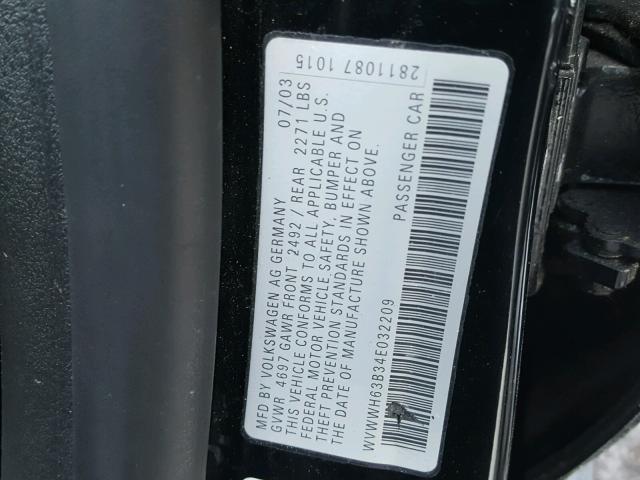 MFD BY VOLKSWAGEN AG GERMANY 07/03
GVWR 4697 GAWR FRONT 2492 / REAR 2271 LBS
THIS VEHICLE CONFORMS TO ALL APPLICABLE U.S.
FEDERAL MOTOR VEHICLE SAFETY, BUMPER AND
THEFT PREVENTION STANDARDS IN EFFECT ON
THE DATE OF MANUFACTURE SHOWN ABOVE.
WVWWH63B34E032209 PASSENGER CAR
2811087 1015